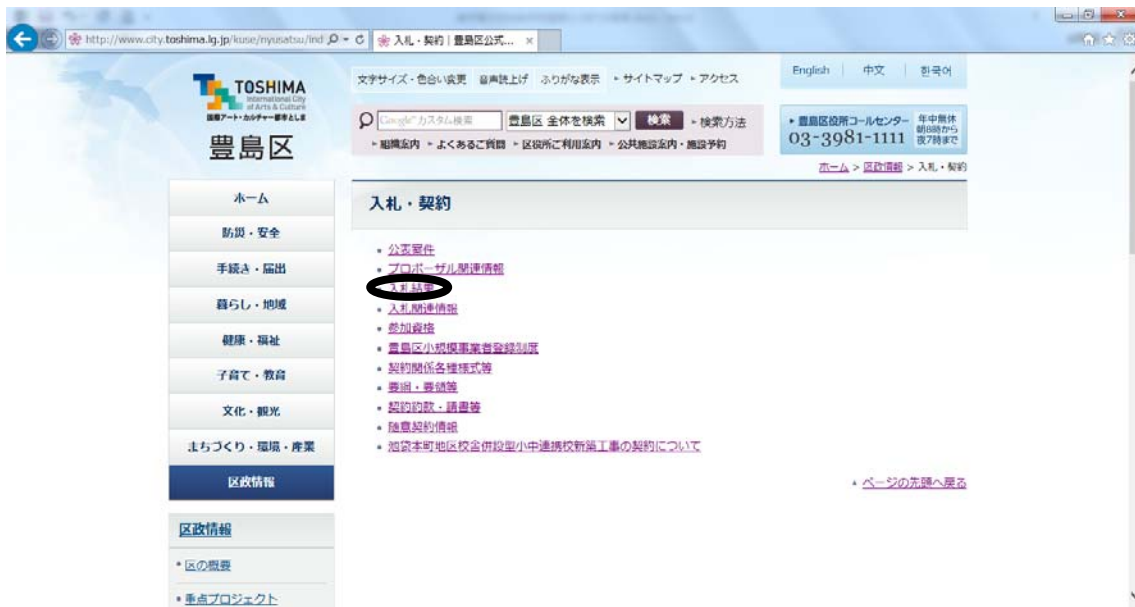 http://www.city.toshima.lg.jp/kuse/nyusatsu/ind
入札・契約 | 豊島区公式...
TOSHIMA
International City
of Arts & Culture
国際アート・カルチャー都市としま
豊島区
文字サイズ・色合い変更 音声読上げ ふりがな表示 サイトマップ アクセス
English 中文 한국어
Google カスタム検索 豊島区 全体を検索 検索 検索方法
組織案内 よくあるご質問 区役所ご利用案内 公共施設案内・施設予約
豊島区役所コールセンター
03-3981-1111
年中無休
朝8時から
夜7時まで
ホーム > 区政情報 > 入札・契約
ホーム
防災・安全
手続き・届出
暮らし・地域
健康・福祉
子育て・教育
文化・観光
まちづくり・環境・産業
区政情報
区政情報
区の概要
重点プロジェクト
入札・契約
公表案件
プロポーザル関連情報
入札結果
入札関連情報
参加資格
豊島区小規模事業者登録制度
契約関係各種様式等
要綱・要領等
契約約款・請書等
随意契約情報
池袋本町地区校舎併設型小中連携校新築工事の契約について
ページの先頭へ戻る